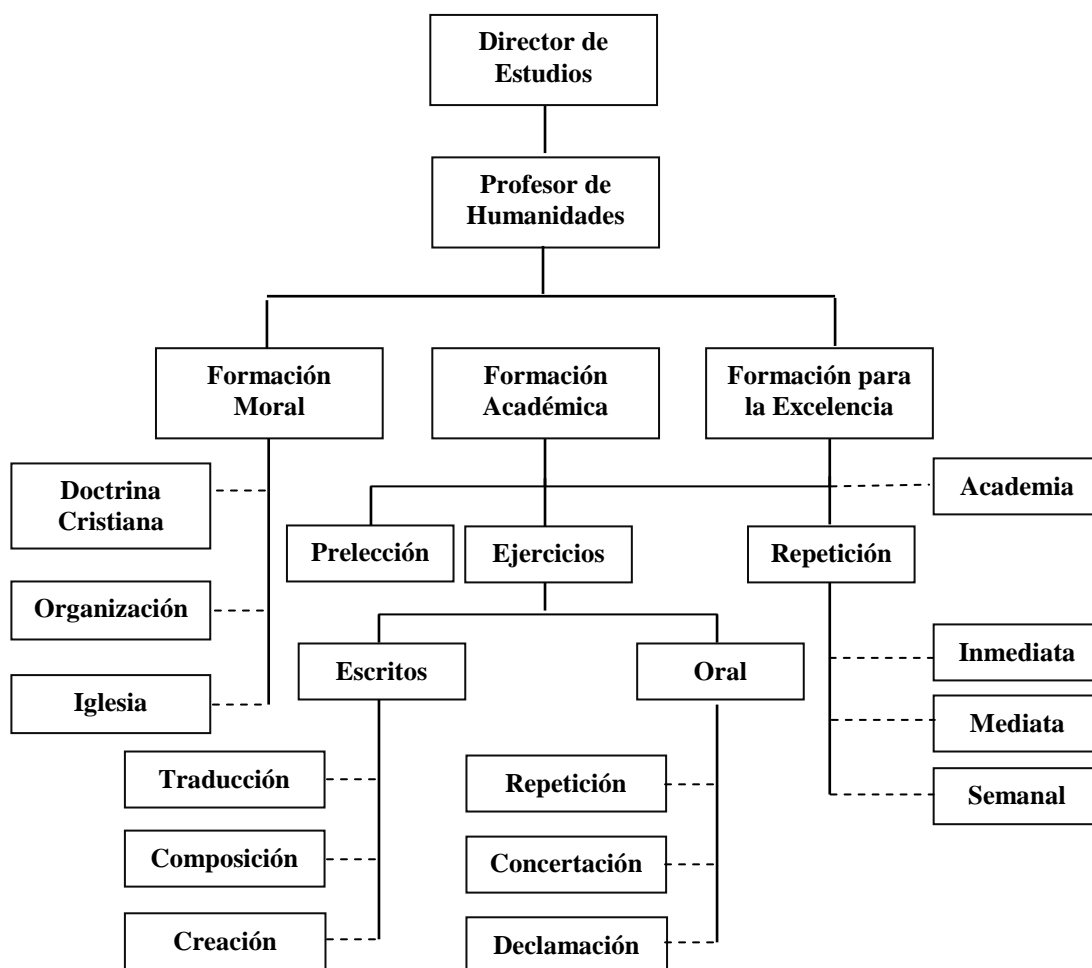 Director de
Estudios
Profesor de
Humanidades
Formación
Moral
Formación
Académica
Formación para
la Excelencia
Doctrina
Cristiana
Academia
Prelección
Ejercicios
Repetición
Organización
Escritos
Oral
Inmediata
Iglesia
Mediata
Traducción
Repetición
Semanal
Composición
Concertación
Creación
Declamación